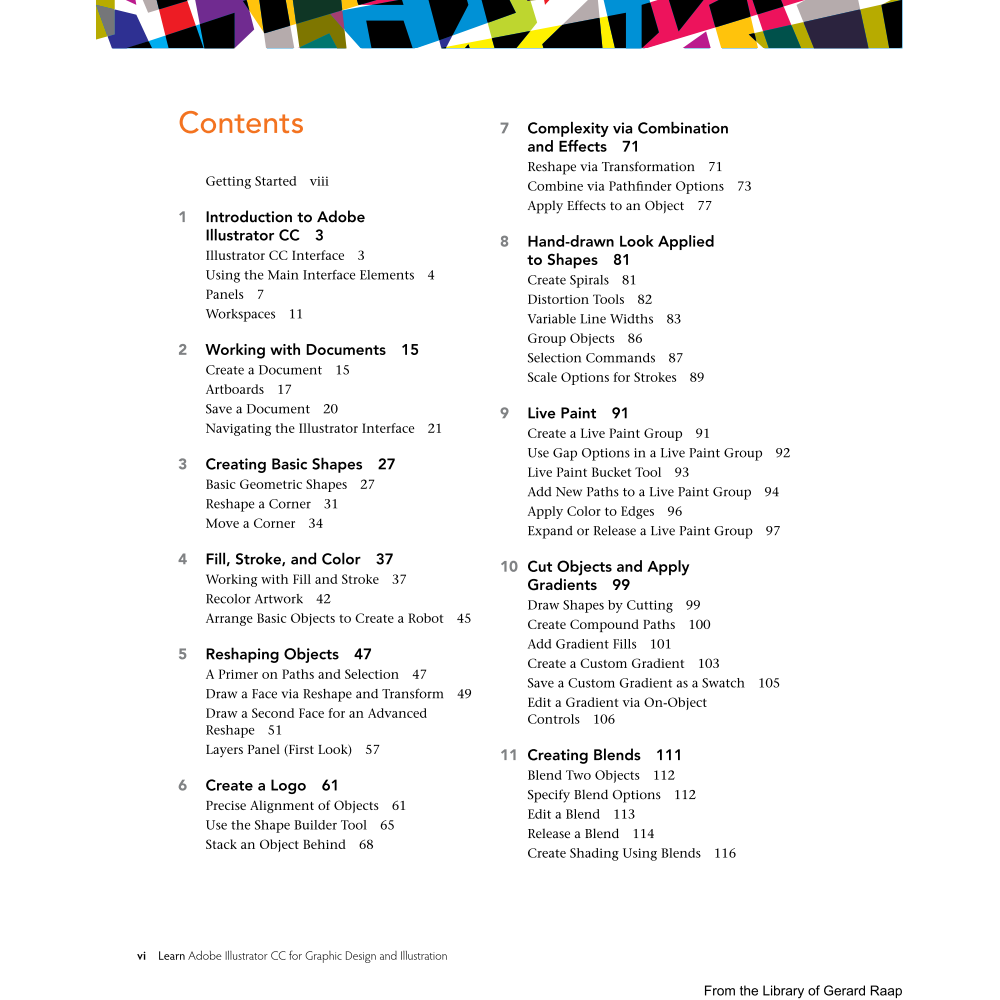 Contents
Getting Started viii
1 Introduction to Adobe
Illustrator CC 3
Illustrator CC Interface 3
Using the Main Interface Elements 4
Panels 7
Workspaces 11
2 Working with Documents 15
Create a Document 15
Artboards 17
Save a Document 20
Navigating the Illustrator Interface 21
3 Creating Basic Shapes 27
Basic Geometric Shapes 27
Reshape a Corner 31
Move a Corner 34
4 Fill, Stroke, and Color 37
Working with Fill and Stroke 37
Recolor Artwork 42
Arrange Basic Objects to Create a Robot 45
5 Reshaping Objects 47
A Primer on Paths and Selection 47
Draw a Face via Reshape and Transform 49
Draw a Second Face for an Advanced
Reshape 51
Layers Panel (First Look) 57
6 Create a Logo 61
Precise Alignment of Objects 61
Use the Shape Builder Tool 65
Stack an Object Behind 68
7 Complexity via Combination
and Effects 71
Reshape via Transformation 71
Combine via Pathfinder Options 73
Apply Effects to an Object 77
8 Hand-drawn Look Applied
to Shapes 81
Create Spirals 81
Distortion Tools 82
Variable Line Widths 83
Group Objects 86
Selection Commands 87
Scale Options for Strokes 89
9 Live Paint 91
Create a Live Paint Group 91
Use Gap Options in a Live Paint Group 92
Live Paint Bucket Tool 93
Add New Paths to a Live Paint Group 94
Apply Color to Edges 96
Expand or Release a Live Paint Group 97
10 Cut Objects and Apply
Gradients 99
Draw Shapes by Cutting 99
Create Compound Paths 100
Add Gradient Fills 101
Create a Custom Gradient 103
Save a Custom Gradient as a Swatch 105
Edit a Gradient via On-Object
Controls 106
11 Creating Blends 111
Blend Two Objects 112
Specify Blend Options 112
Edit a Blend 113
Release a Blend 114
Create Shading Using Blends 116
vi Learn Adobe Illustrator CC for Graphic Design and Illustration
From the Library of Gerard Raap